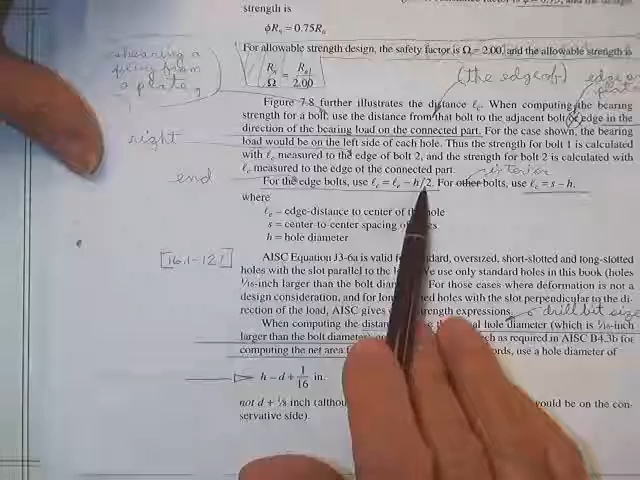 strength is
ϕRₙ = 0.75Rₙ
For allowable strength design, the safety factor is Ω = 2.00, and the allowable strength is
shearing a
from
a plate
Rₙ/Ω = Rₙ/2.00
(the edge of)
edge of
plate
Figure 7.8 further illustrates the distance ℓc. When computing the bearing
strength for a bolt, use the distance from that bolt to the adjacent bolt edge in the
direction of the bearing load on the connected part. For the case shown, the bearing
right
load would be on the left side of each hole. Thus the strength for bolt 1 is calculated
with ℓc measured to the edge of bolt 2, and the strength for bolt 2 is calculated with
ℓc measured to the edge of the connected part.
end
interior
For the edge bolts, use ℓc = ℓe − h/2. For other bolts, use ℓc = s − h.
where
ℓe – edge-distance to center of the hole
s = center-to-center spacing of
h = hole diameter
[16.1-127]
AISC Equation J3-6a is valid for standard, oversized, short-slotted and long-slotted
holes with the slot parallel to the We use only standard holes in this book (holes
1/16-inch larger than the bolt For those cases where deformation is not a
design consideration, and for holes with the slot perpendicular to the di-
rection of the load, AISC gives strength expressions.
drill bit size
When computing the hole diameter (which is 1/16-inch
larger than the bolt as required in AISC B4.3b for
computing the net area use a hole diameter of
h – d + 1/16 in.
not d + 1/8 inch would be on the con-
servative side).